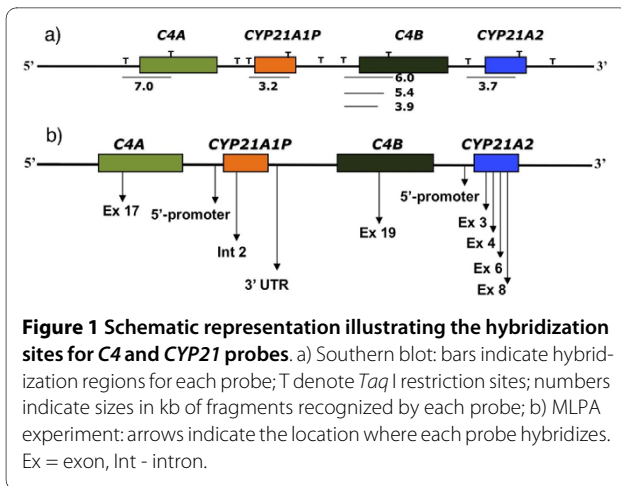 a)
C4A CYP21A1P C4B CYP21A2
T T T T T T T T T T
5' 3'
7.0 3.2 6.0 3.7
5.4
3.9
b)
C4A CYP21A1P C4B CYP21A2
5' 3'
Ex 17 5'-promoter Ex 19 5'-promoter
Int 2 Ex 3
3' UTR Ex 4
Ex 6
Ex 8
Figure 1 Schematic representation illustrating the hybridization
sites for C4 and CYP21 probes. a) Southern blot: bars indicate hybrid-
ization regions for each probe; T denote Taq I restriction sites; numbers
indicate sizes in kb of fragments recognized by each probe; b) MLPA
experiment: arrows indicate the location where each probe hybridizes.
Ex = exon, Int - intron.